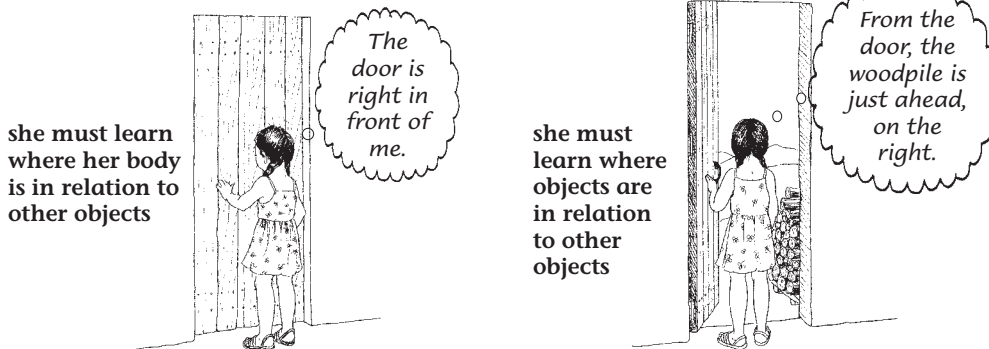 she must learn
where her body
is in relation to
other objects
The
door is
right in
front of
me.
she must
learn where
objects are
in relation
to other
objects
From the
door, the
woodpile is
just ahead,
on the
right.